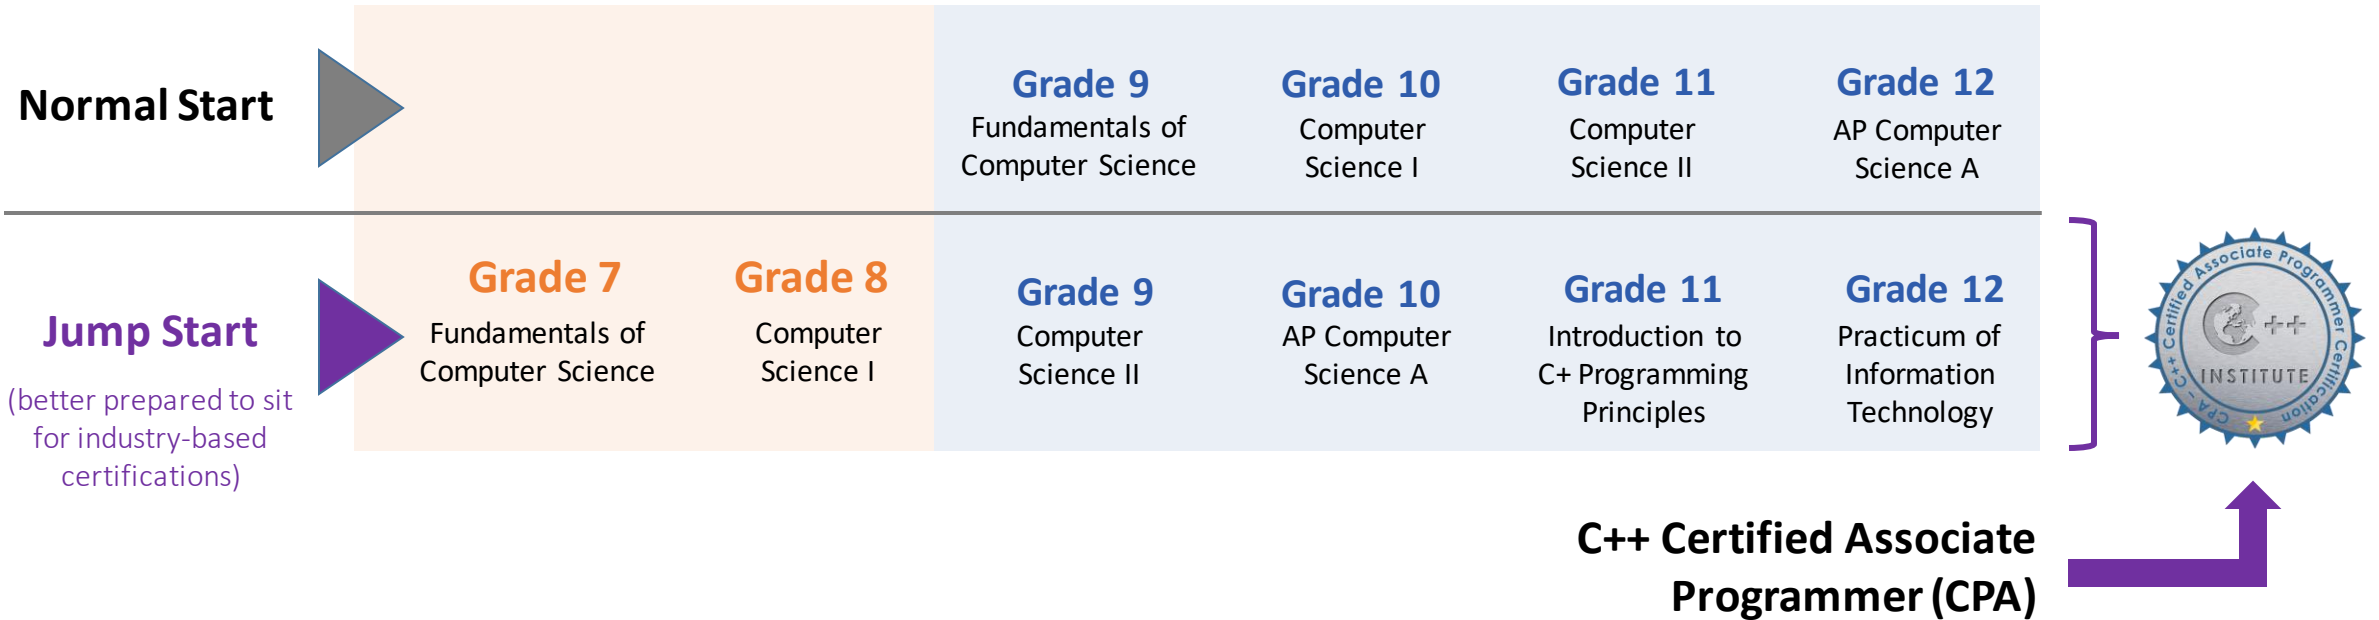 Normal Start
Grade 9
Fundamentals of
Computer Science
Grade 10
Computer
Science I
Grade 11
Computer
Science II
Grade 12
AP Computer
Science A
Jump Start
(better prepared to sit
for industry-based
certifications)
Grade 7
Fundamentals of
Computer Science
Grade 8
Computer
Science I
Grade 9
Computer
Science II
Grade 10
AP Computer
Science A
Grade 11
Introduction to
C+ Programming
Principles
Grade 12
Practicum of
Information
Technology
CPA – C++ Certified Associate Programmer Certification
C++
INSTITUTE
C++ Certified Associate
Programmer (CPA)